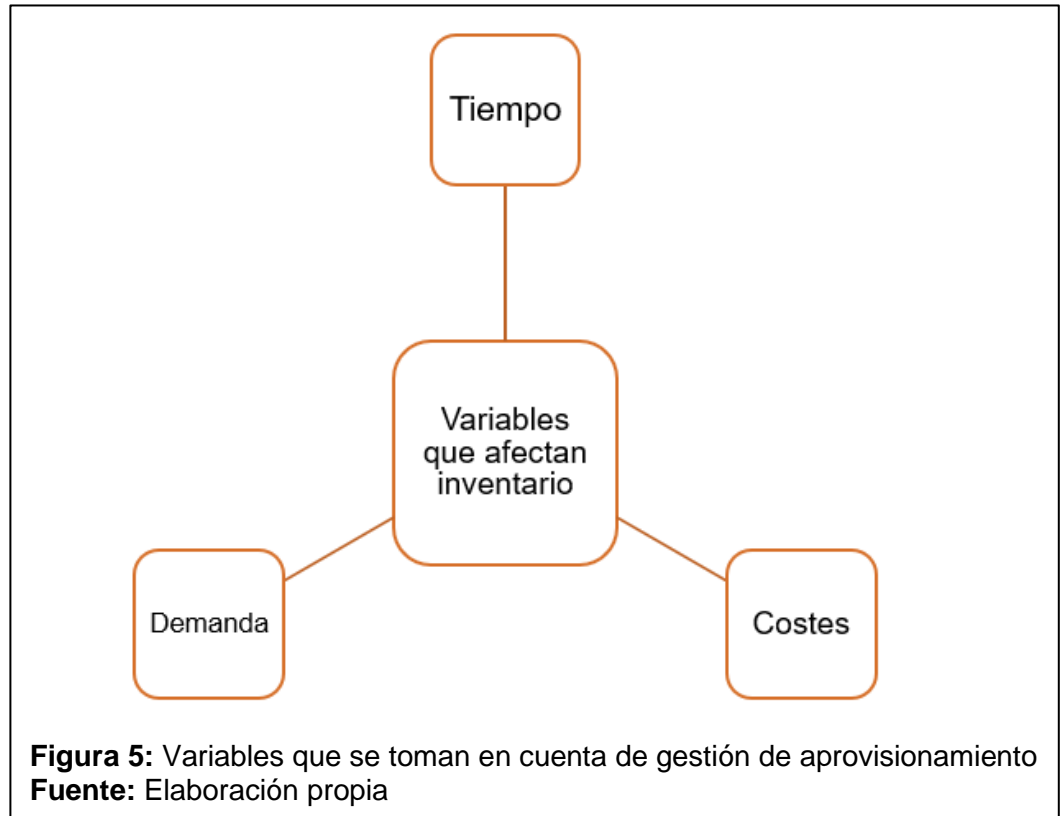 Tiempo
Variables
que afectan
inventario
Demanda
Costes
Figura 5: Variables que se toman en cuenta de gestión de aprovisionamiento
Fuente: Elaboración propia